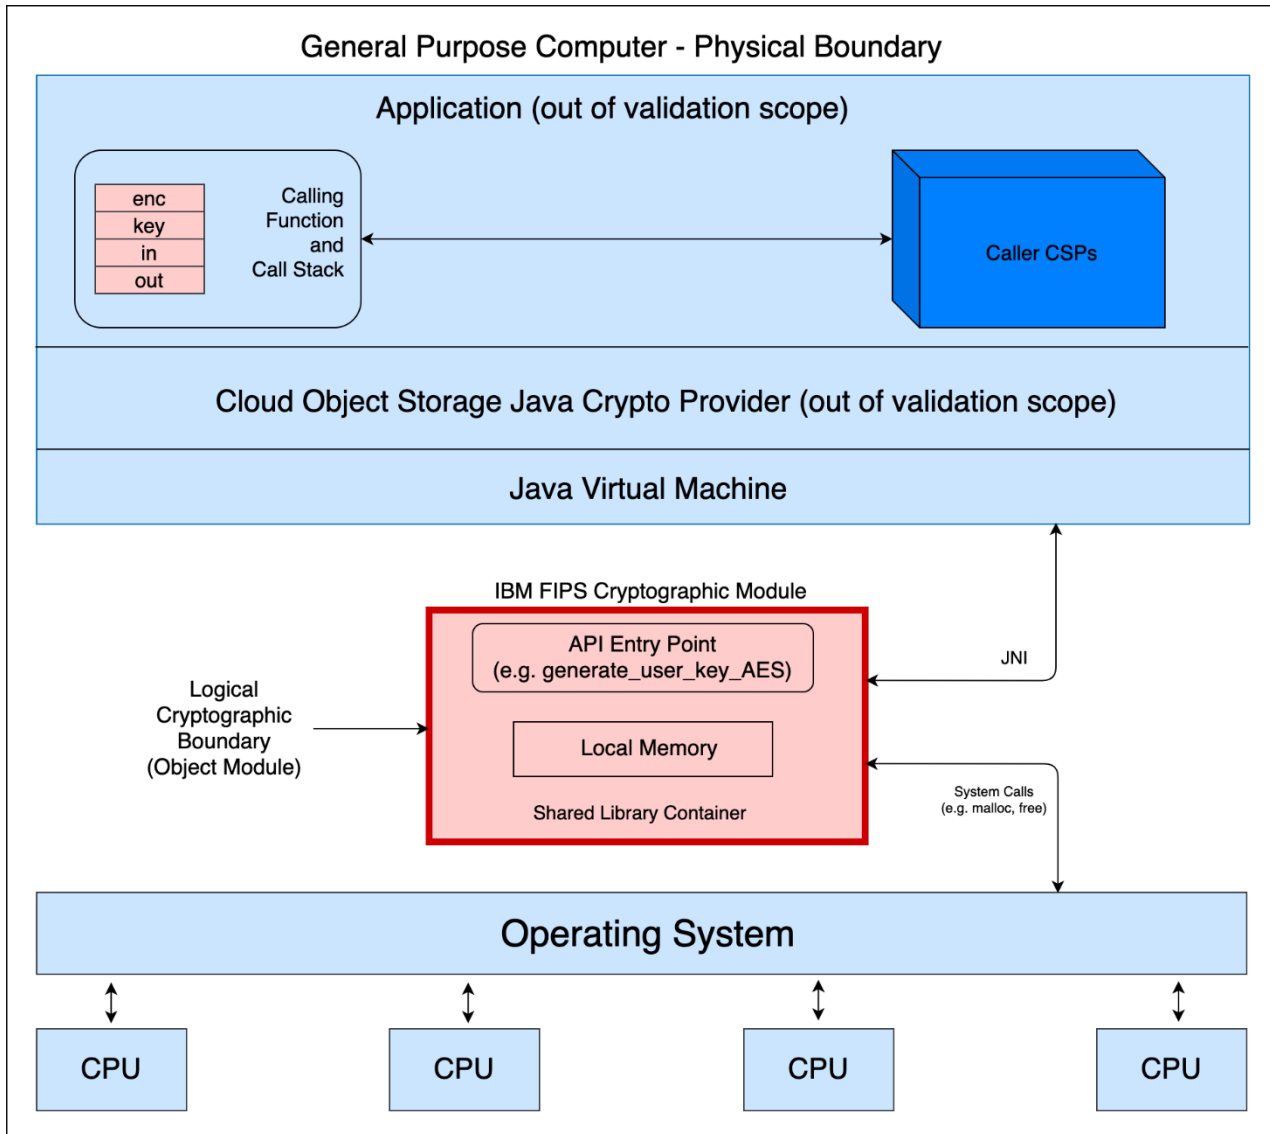 General Purpose Computer - Physical Boundary
Application (out of validation scope)
enc
key
in
out
Calling
Function
and
Call Stack
Caller CSPs
Cloud Object Storage Java Crypto Provider (out of validation scope)
Java Virtual Machine
IBM FIPS Cryptographic Module
API Entry Point
(e.g. generate_user_key_AES)
JNI
Logical
Cryptographic
Boundary
(Object Module)
Local Memory
System Calls
(e.g. malloc, free)
Shared Library Container
Operating System
CPU
CPU
CPU
CPU